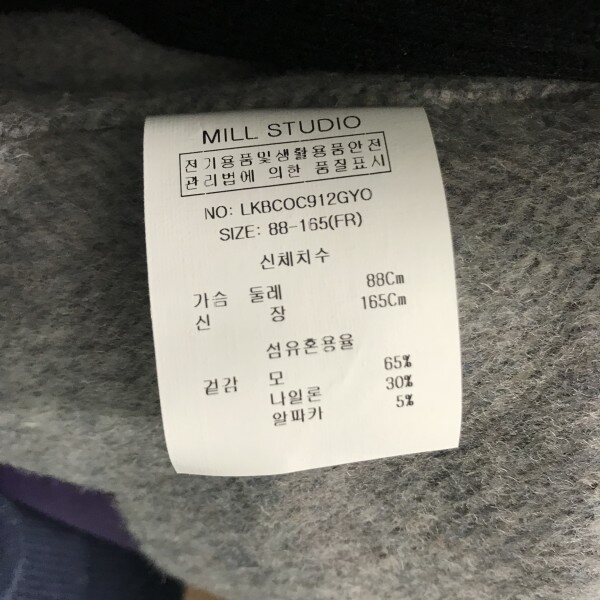 MILL STUDIO
전기용품및생활용품안전
관리법에 의한 품질표시
NO: LKBCOC912GYO
SIZE: 88-165(FR)
신체치수
가슴 둘레 88Cm
신 장 165Cm
섬유혼용율
겉감 모 65%
나일론 30%
알파카 5%